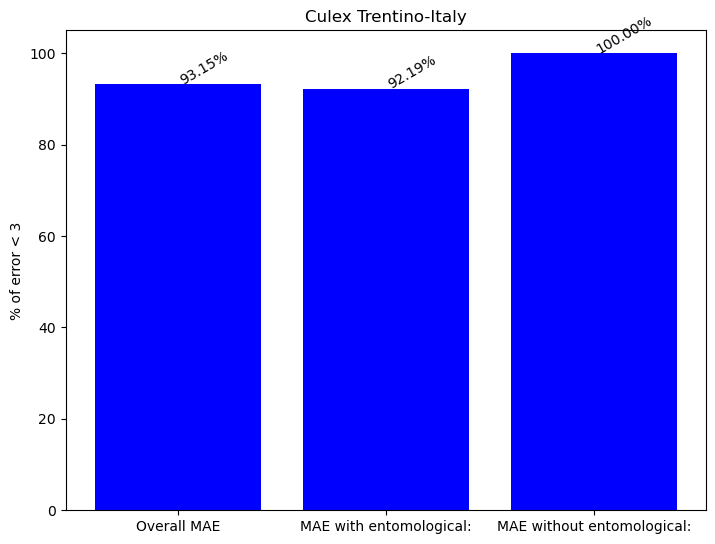 Culex Trentino-Italy
% of error < 3
100
80
60
40
20
0
93.15%
92.19%
100.00%
Overall MAE
MAE with entomological:
MAE without entomological: